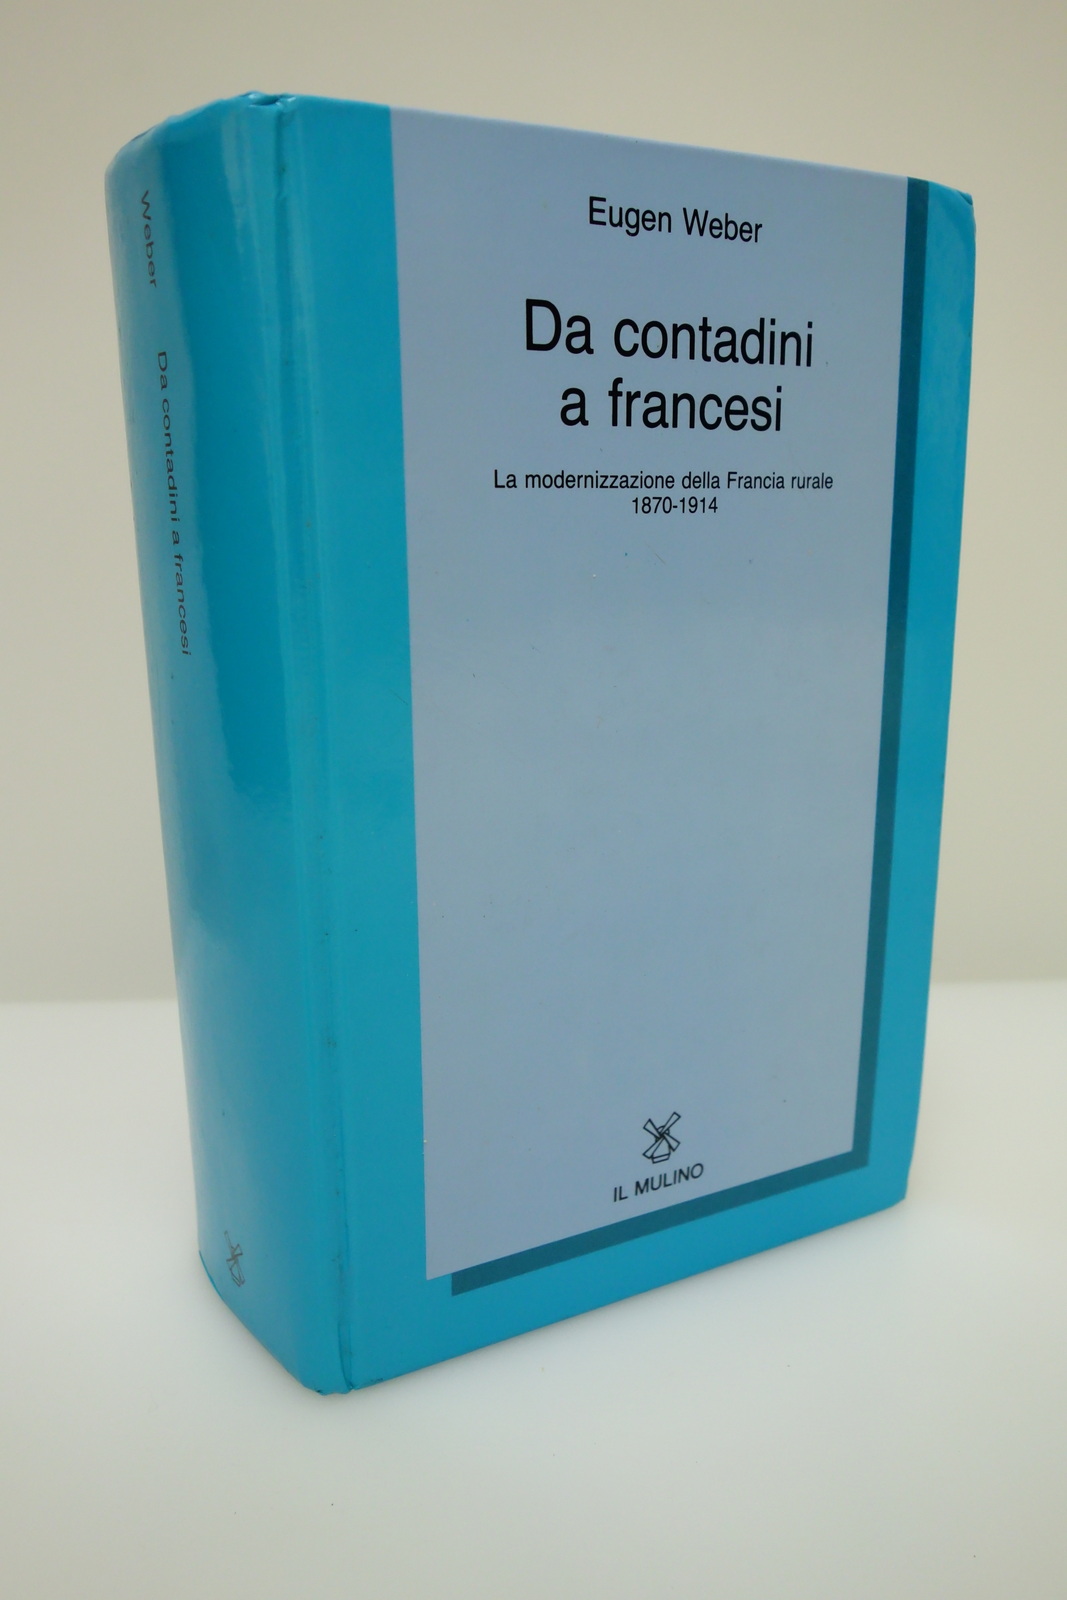 Eugen Weber
Da contadini
a francesi
La modernizzazione della Francia rurale
1870-1914
IL MULINO
Weber Da contadini a francesi